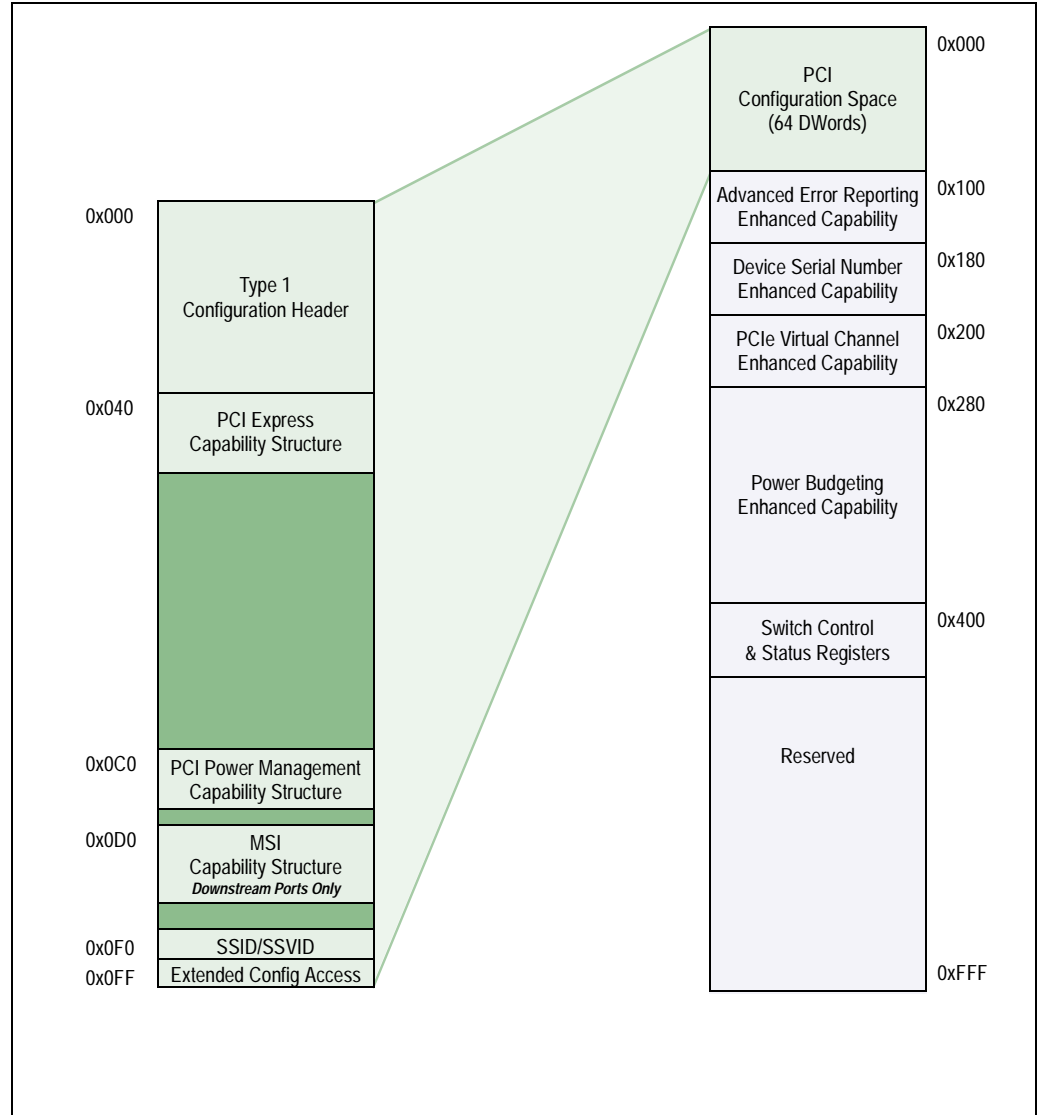 0x000
Type 1
Configuration Header
0x040
PCI Express
Capability Structure
0x0C0
PCI Power Management
Capability Structure
0x0D0
MSI
Capability Structure
Downstream Ports Only
0x0F0
SSID/SSVID
0x0FF
Extended Config Access
0x000
PCI
Configuration Space
(64 DWords)
0x100
Advanced Error Reporting
Enhanced Capability
0x180
Device Serial Number
Enhanced Capability
0x200
PCIe Virtual Channel
Enhanced Capability
0x280
Power Budgeting
Enhanced Capability
0x400
Switch Control
& Status Registers
Reserved
0xFFF